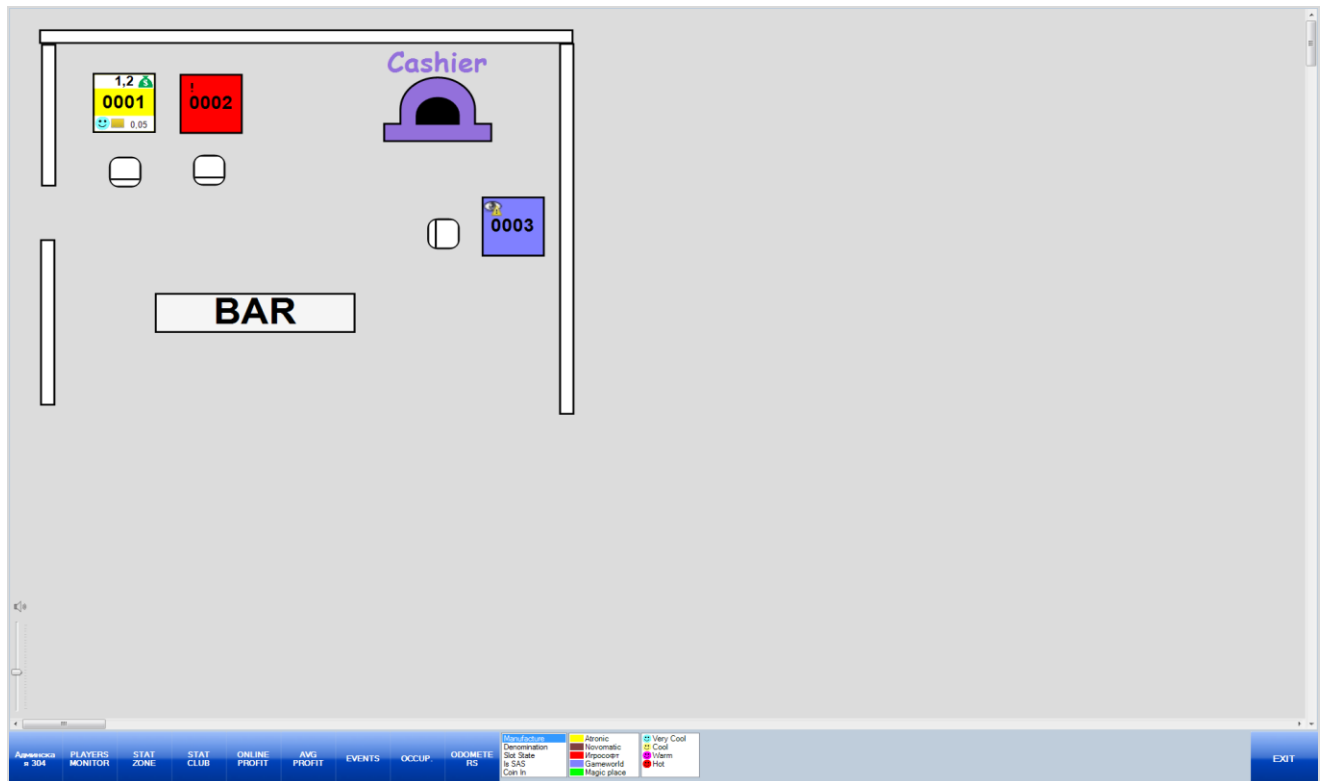 Cashier
1,2
0001
0,05
!
0002
0003
BAR
Админска
я 304
PLAYERS
MONITOR
STAT
ZONE
STAT
CLUB
ONLINE
PROFIT
AVG
PROFIT
EVENTS
OCCUP.
ODOMETE
RS
Manufacture
Denomination
Slot State
Is SAS
Coin In
Atronic
Novomatic
Игрософт
Gameworld
Magic place
Very Cool
Cool
Warm
Hot
EXIT